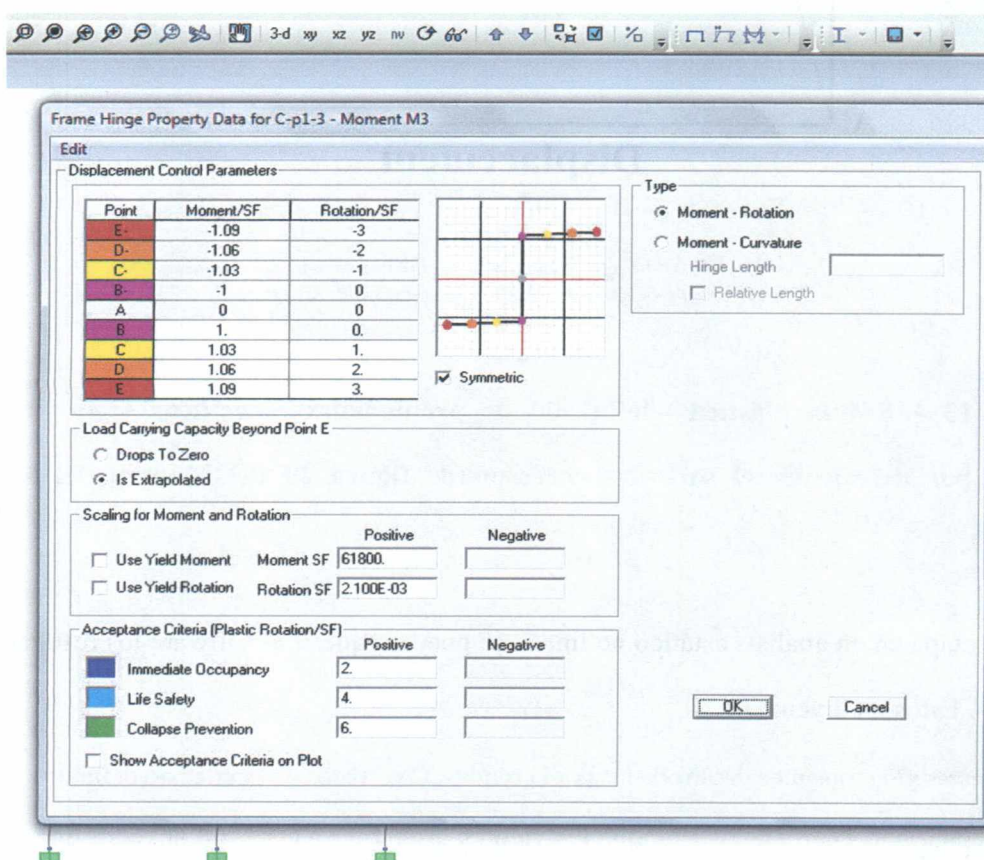 3-d xy xz yz nv
Frame Hinge Property Data for C-p1-3 - Moment M3
Edit
Displacement Control Parameters
Point Moment/SF Rotation/SF
E- -1.09 -3
D- -1.06 -2
C- -1.03 -1
B- -1 0
A 0 0
B 1. 0.
C 1.03 1.
D 1.06 2.
E 1.09 3.
Symmetric
Type
Moment - Rotation
Moment - Curvature
Hinge Length
Relative Length
Load Carrying Capacity Beyond Point E
Drops To Zero
Is Extrapolated
Scaling for Moment and Rotation
Positive Negative
Use Yield Moment Moment SF 61800.
Use Yield Rotation Rotation SF 2.100E-03
Acceptance Criteria (Plastic Rotation/SF)
Positive Negative
Immediate Occupancy 2.
Life Safety 4.
Collapse Prevention 6.
Show Acceptance Criteria on Plot
OK Cancel